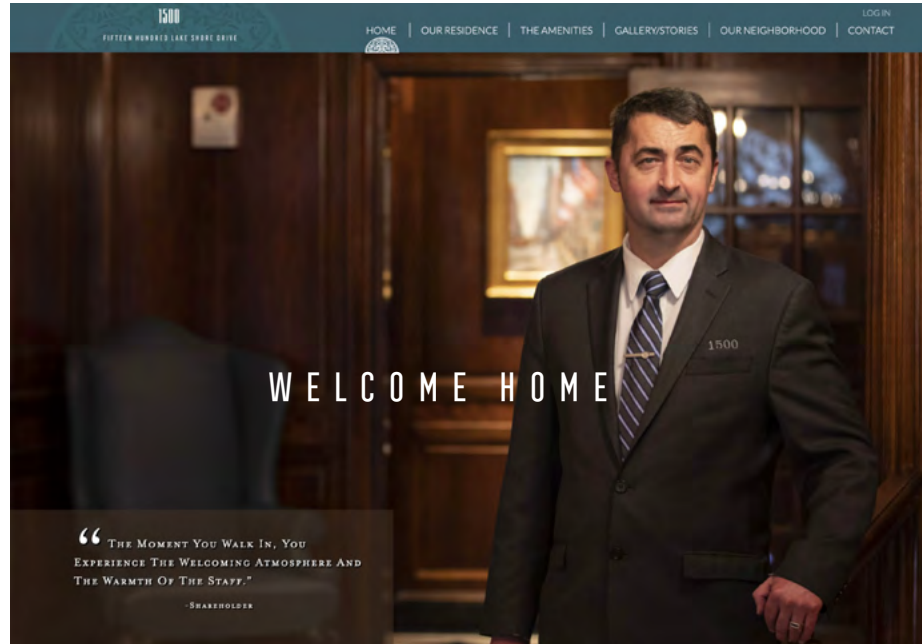 1500
FIFTEEN HUNDRED LAKE SHORE DRIVE
LOG IN
HOME | OUR RESIDENCE | THE AMENITIES | GALLERY/STORIES | OUR NEIGHBORHOOD | CONTACT
1500
WELCOME HOME
“ The Moment You Walk In, You
Experience The Welcoming Atmosphere And
The Warmth Of The Staff.”
-Shareholder